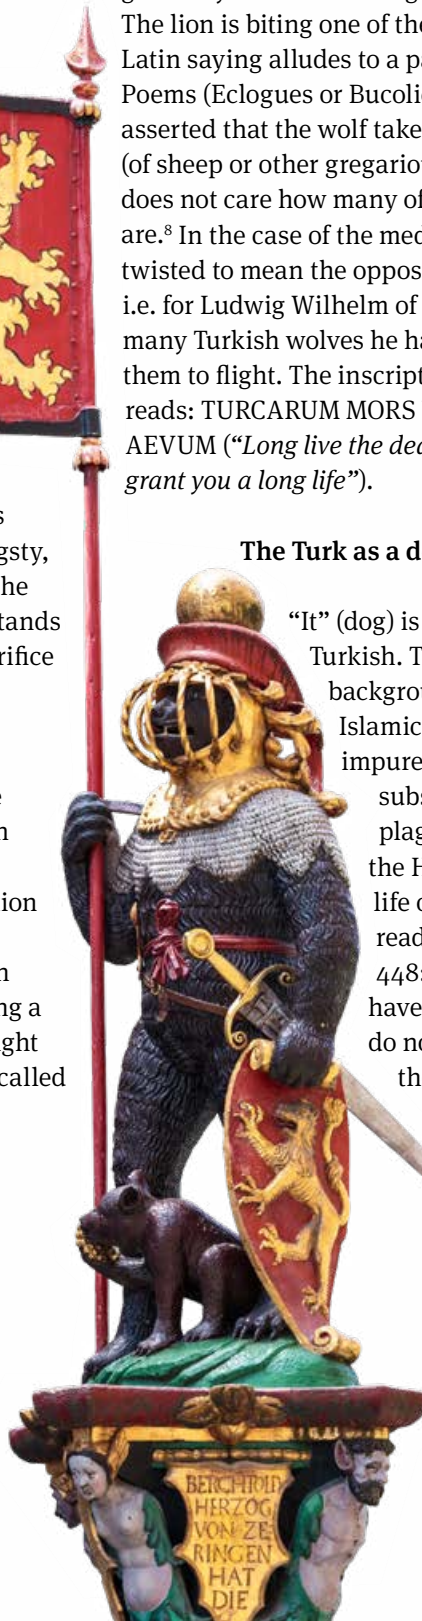 The lion is biting one of the
Latin saying alludes to a pa
Poems (Eclogues or Bucoli
asserted that the wolf take
(of sheep or other gregario
does not care how many of
are.⁸ In the case of the med
twisted to mean the oppos
i.e. for Ludwig Wilhelm of
many Turkish wolves he ha
them to flight. The inscript
reads: TURCARUM MORS
AEVUM (“Long live the dea
grant you a long life”).
s
gsty,
he
tands
rifice
e
n
ion
n
ng a
ght
called
The Turk as a d
“It” (dog) is
Turkish. T
backgrou
Islamic
impure
subs
plag
the H
life o
read
448:
have
do no
th
BERCHTOLD
HERZOG
VON ZE
RINGEN
HAT
DIE